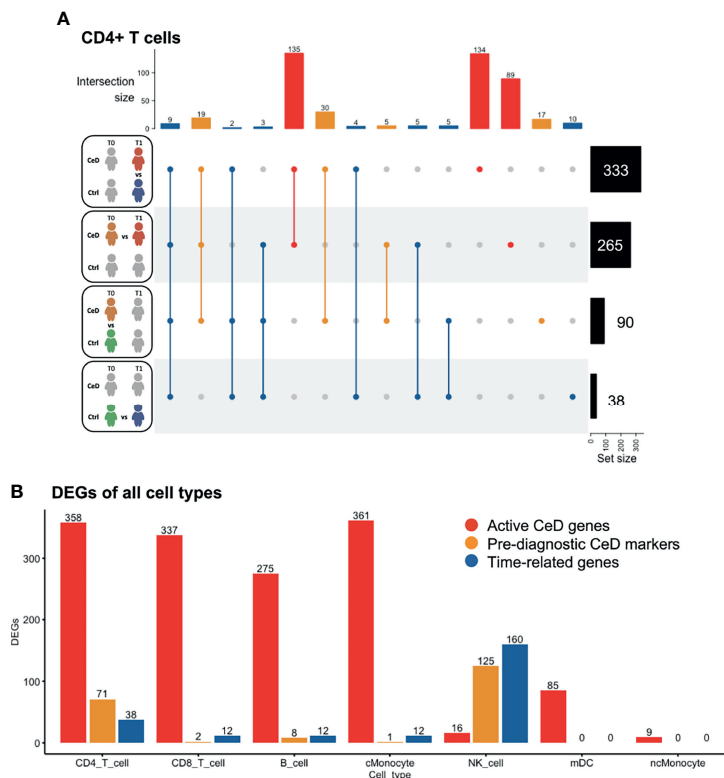 A
CD4+ T cells
Intersection
size
100
50
0
9 19 2 3 135 30 4 5 5 5 134 89 17 10
T0 T1
CeD
vs
Ctrl
333
T0 T1
CeD vs
Ctrl
265
T0 T1
CeD
vs
Ctrl
90
T0 T1
CeD
Ctrl vs
38
0 100 200 300
Set size
B DEGs of all cell types
Active CeD genes
Pre-diagnostic CeD markers
Time-related genes
DEGs
300
200
100
0
358 71 38 337 2 12 275 8 12 361 1 12 16 125 160 85 0 0 9 0 0
CD4_T_cell CD8_T_cell B_cell cMonocyte NK_cell mDC ncMonocyte
Cell_type